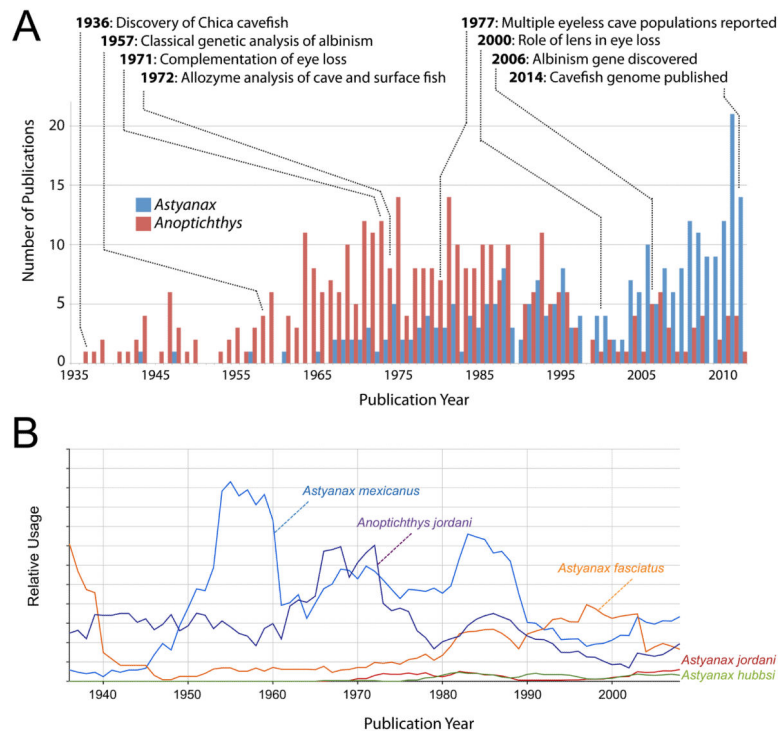 A
1936: Discovery of Chica cavefish
1957: Classical genetic analysis of albinism
1971: Complementation of eye loss
1972: Allozyme analysis of cave and surface fish
1977: Multiple eyeless cave populations reported
2000: Role of lens in eye loss
2006: Albinism gene discovered
2014: Cavefish genome published
Number of Publications
20
15
10
5
0
Astyanax
Anoptichthys
1935 1945 1955 1965 1975 1985 1995 2005 2010
Publication Year
B
Relative Usage
Astyanax mexicanus
Anoptichthys jordani
Astyanax fasciatus
Astyanax jordani
Astyanax hubbsi
1940 1950 1960 1970 1980 1990 2000
Publication Year